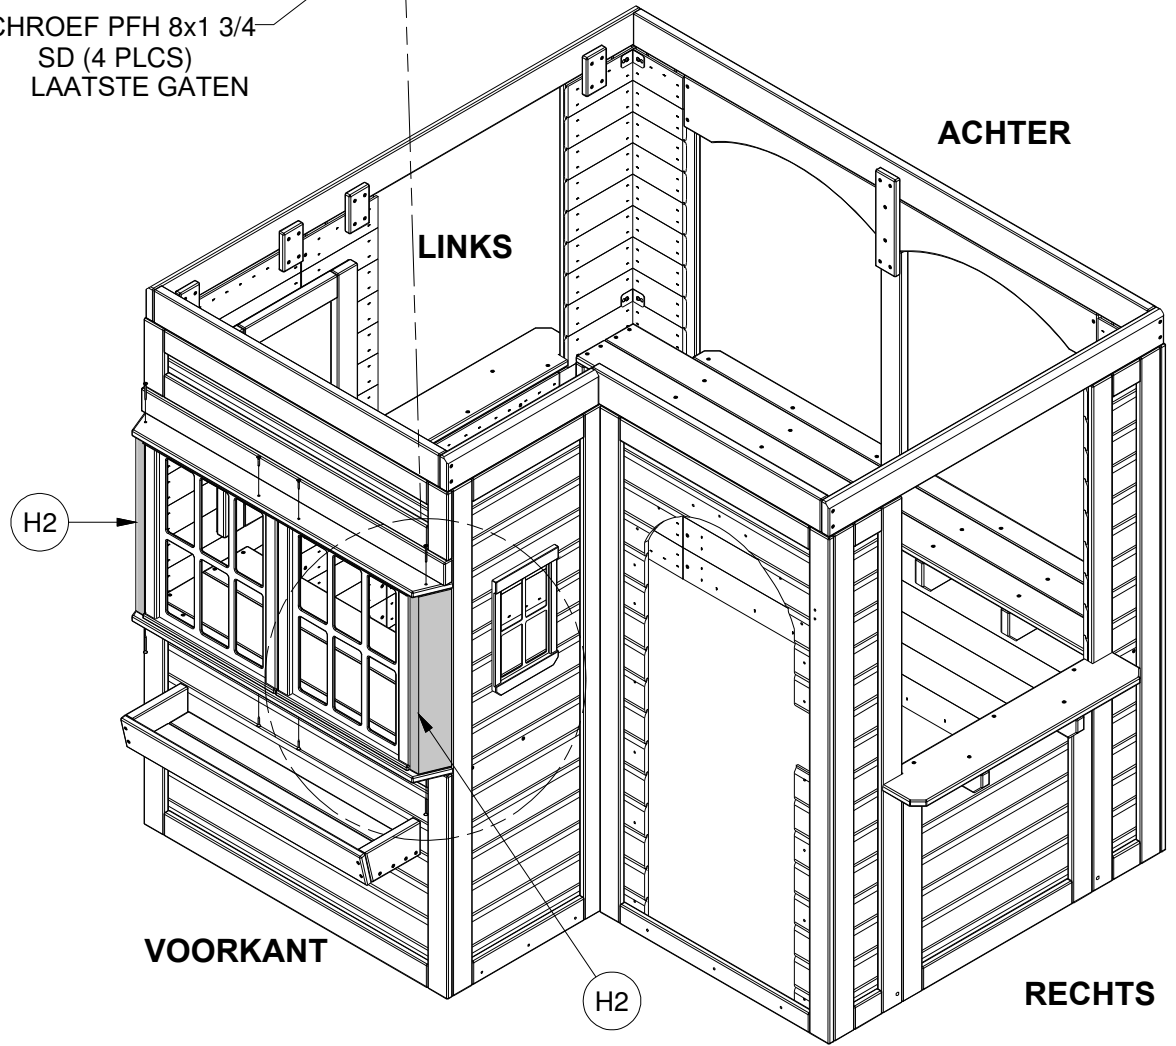 CHROEF PFH 8x1 3/4
SD (4 PLCS)
LAATSTE GATEN
ACHTER
LINKS
H2
VOORKANT
H2
RECHTS